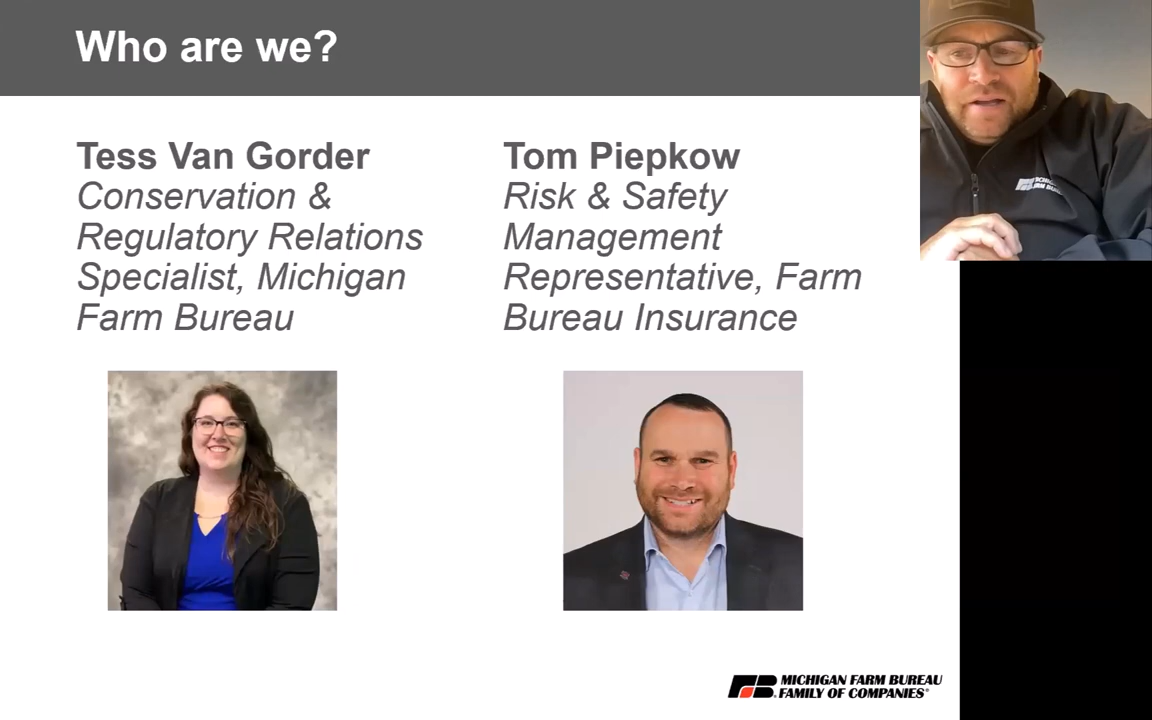 Who are we?
Tess Van Gorder
Conservation &
Regulatory Relations
Specialist, Michigan
Farm Bureau
Tom Piepkow
Risk & Safety
Management
Representative, Farm
Bureau Insurance
MICHIGAN FARM BUREAU
FAMILY OF COMPANIES®